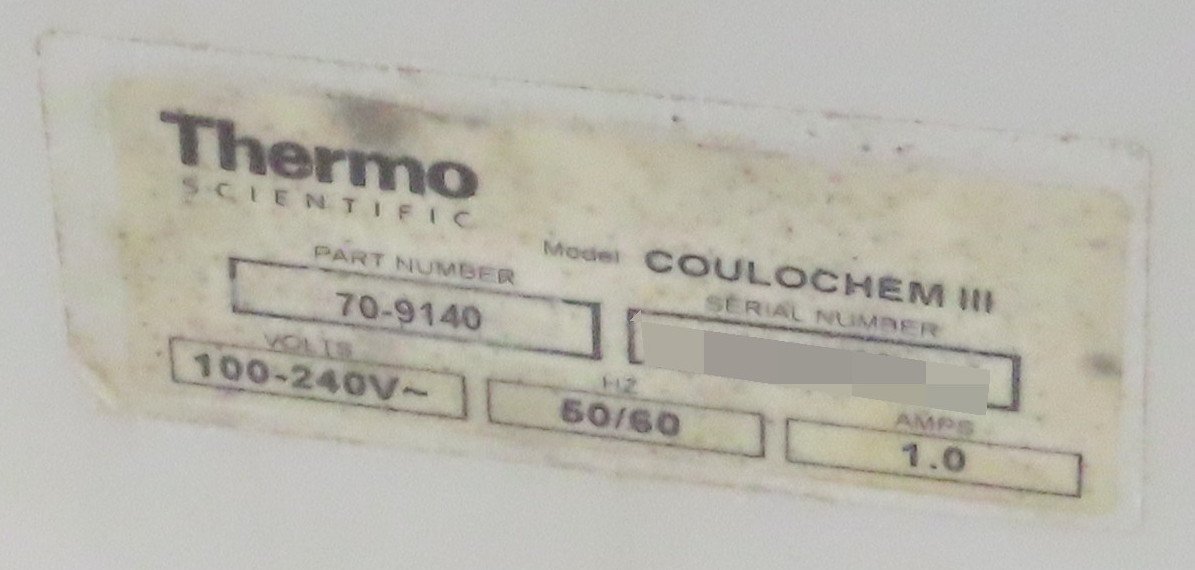 Thermo
SCIENTIFIC
Model COULOCHEM III
PART NUMBER
70-9140
SERIAL NUMBER
VOLTS
100-240V~
HZ
50/60
AMPS
1.0